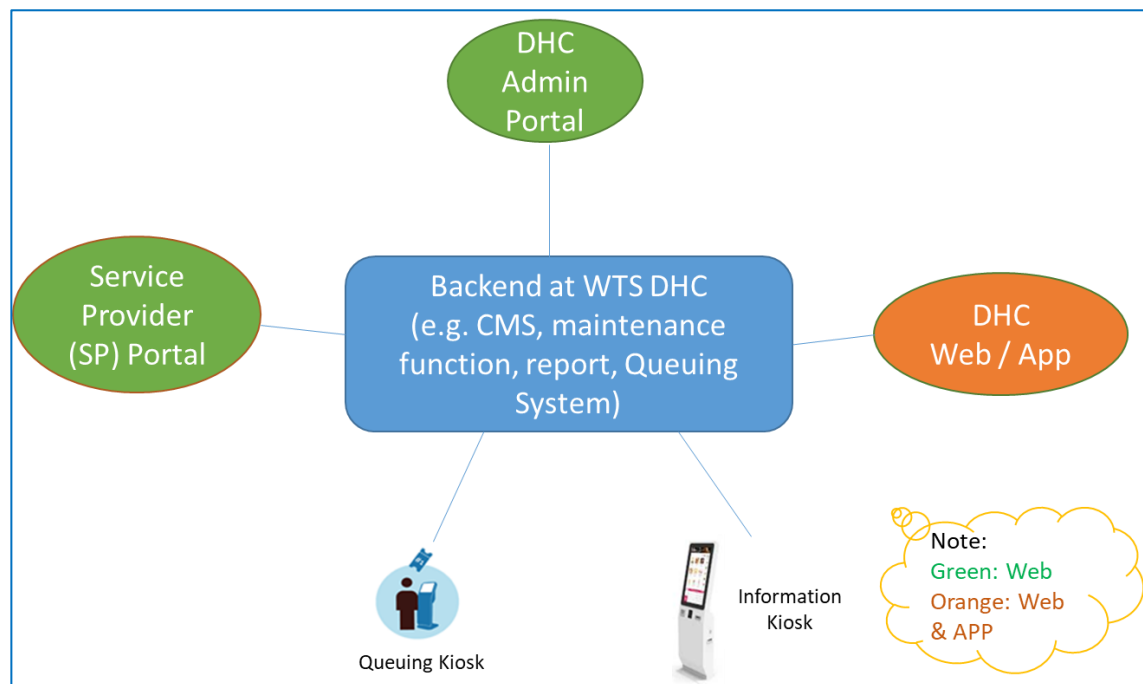 DHC
Admin
Portal
Service
Provider
(SP) Portal
Backend at WTS DHC
(e.g. CMS, maintenance
function, report, Queuing
System)
DHC
Web / App
Queuing Kiosk
Information
Kiosk
Note:
Green: Web
Orange: Web
& APP